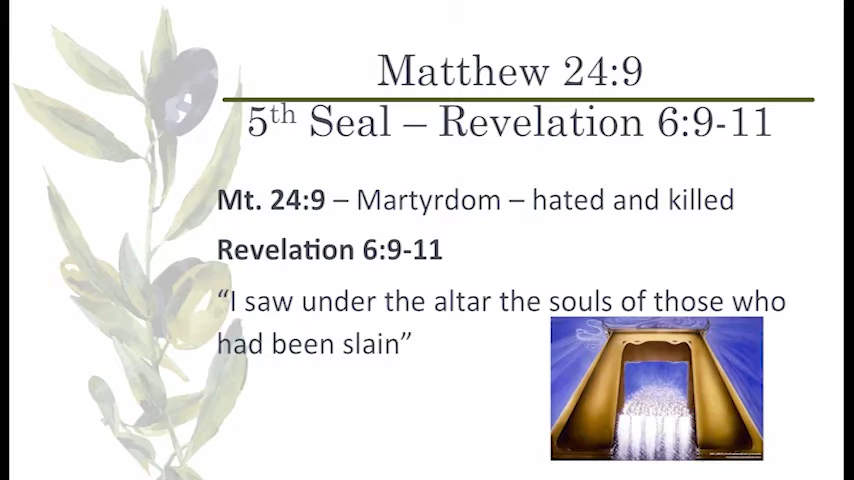 Matthew 24:9
5th Seal – Revelation 6:9-11
Mt. 24:9 – Martyrdom – hated and killed
Revelation 6:9-11
“I saw under the altar the souls of those who
had been slain”